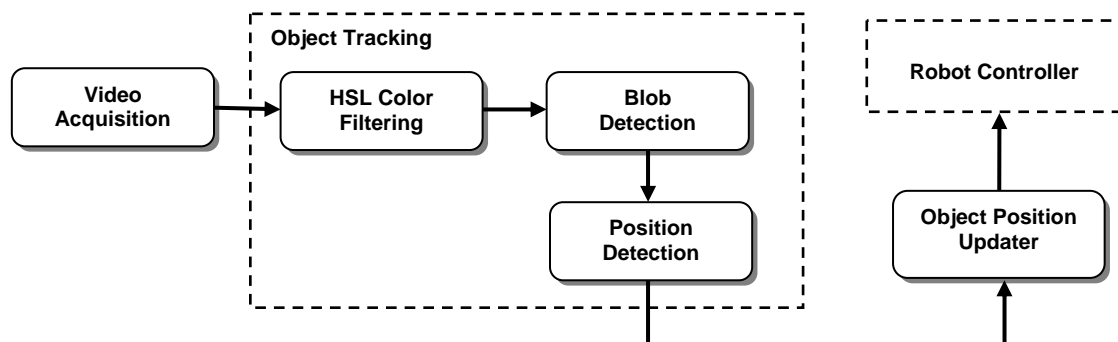 Object Tracking
Video
Acquisition
HSL Color
Filtering
Blob
Detection
Position
Detection
Robot Controller
Object Position
Updater